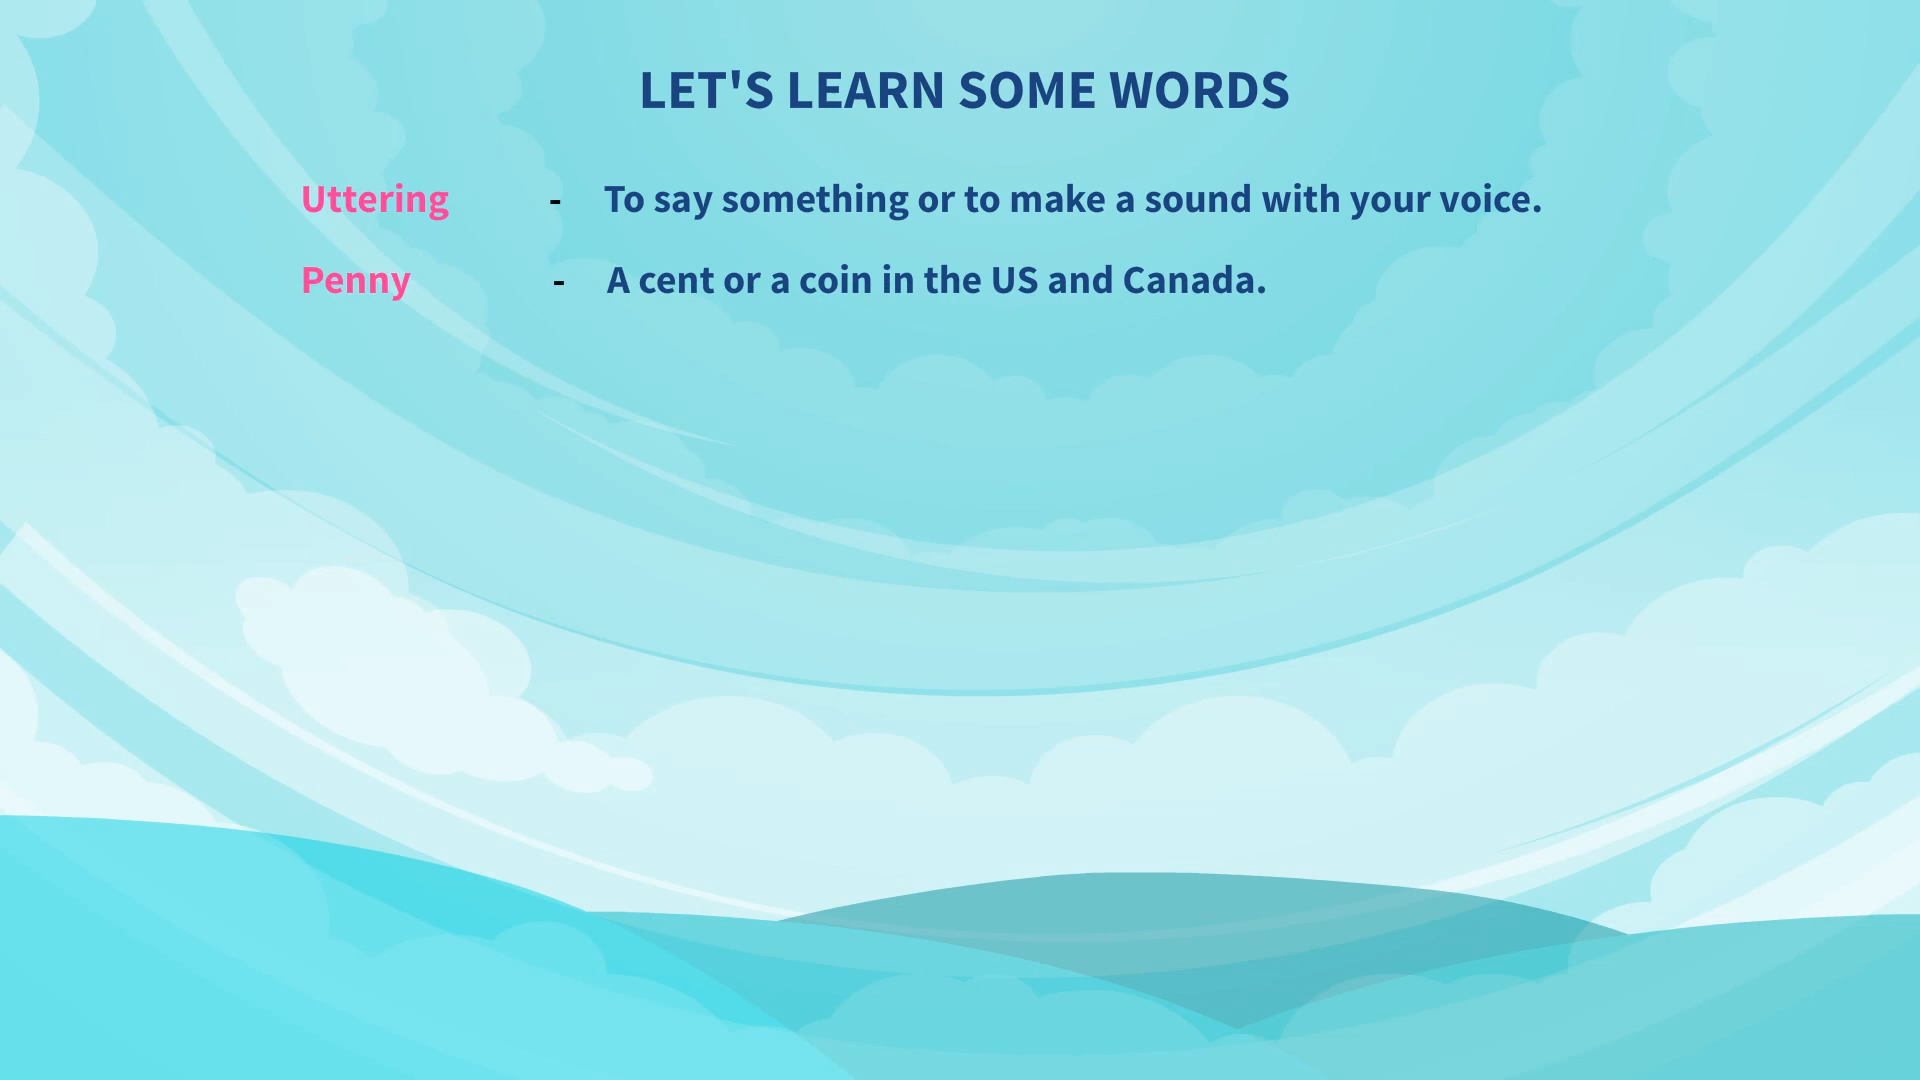 LET'S LEARN SOME WORDS
Uttering - To say something or to make a sound with your voice.
Penny - A cent or a coin in the US and Canada.